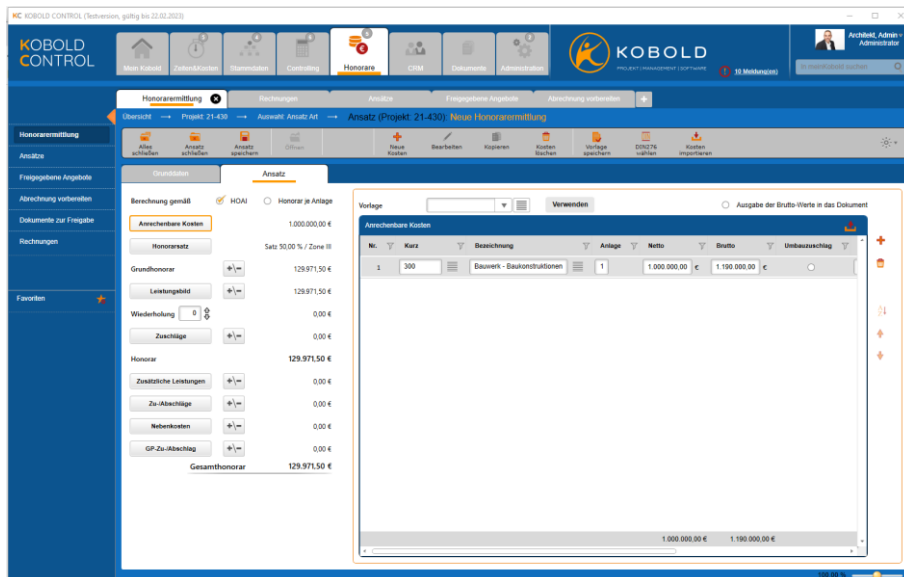 KC KOBOLD CONTROL (Testversion, gültig bis 22.02.2023)
KOBOLD CONTROL
Mein Kobold Zeiten&Kosten Stammdaten Controlling Honorare CRM Dokumente Administration
KOBOLD
PROJEKT | MANAGEMENT | SOFTWARE
10 Meldung(en)
Architekt, Admin
Administrator
In mein Kobold suchen
Honorarermittlung Rechnungen Ansätze Freigegebene Angebote Abrechnung vorbereiten
Übersicht → Projekt: 21-430 → Auswahl: Ansatz Art → Ansatz (Projekt: 21-430): Neue Honorarermittlung
Honorarermittlung
Ansätze
Freigegebene Angebote
Abrechnung vorbereiten
Dokumente zur Freigabe
Rechnungen
Favoriten
Alles schließen Ansatz schließen Ansatz speichern Öffnen Neue Kosten Bearbeiten Kopieren Kosten löschen Vorlage speichern DIN276 wählen Kosten importieren
Grunddaten Ansatz
Berechnung gemäß HOAI Honorar je Anlage
Anrechenbare Kosten 1.000.000,00 €
Honorarsatz Satz 50,00 % / Zone III
Grundhonorar +\- 129.971,50 €
Leistungsbild +\- 129.971,50 €
Wiederholung 0 0,00 €
Zuschläge +\- 0,00 €
Honorar 129.971,50 €
Zusätzliche Leistungen +\- 0,00 €
Zu-/Abschläge +\- 0,00 €
Nebenkosten +\- 0,00 €
GP-Zu-/Abschlag +\- 0,00 €
Gesamthonorar 129.971,50 €
Vorlage Verwenden Ausgabe der Brutto-Werte in das Dokument
Anrechenbare Kosten
Nr. Kurz Bezeichnung Anlage Netto Brutto Umbauzuschlag
1 300 Bauwerk - Baukonstruktionen 1 1.000.000,00 € 1.190.000,00 €
1.000.000,00 € 1.190.000,00 €
100,00 %